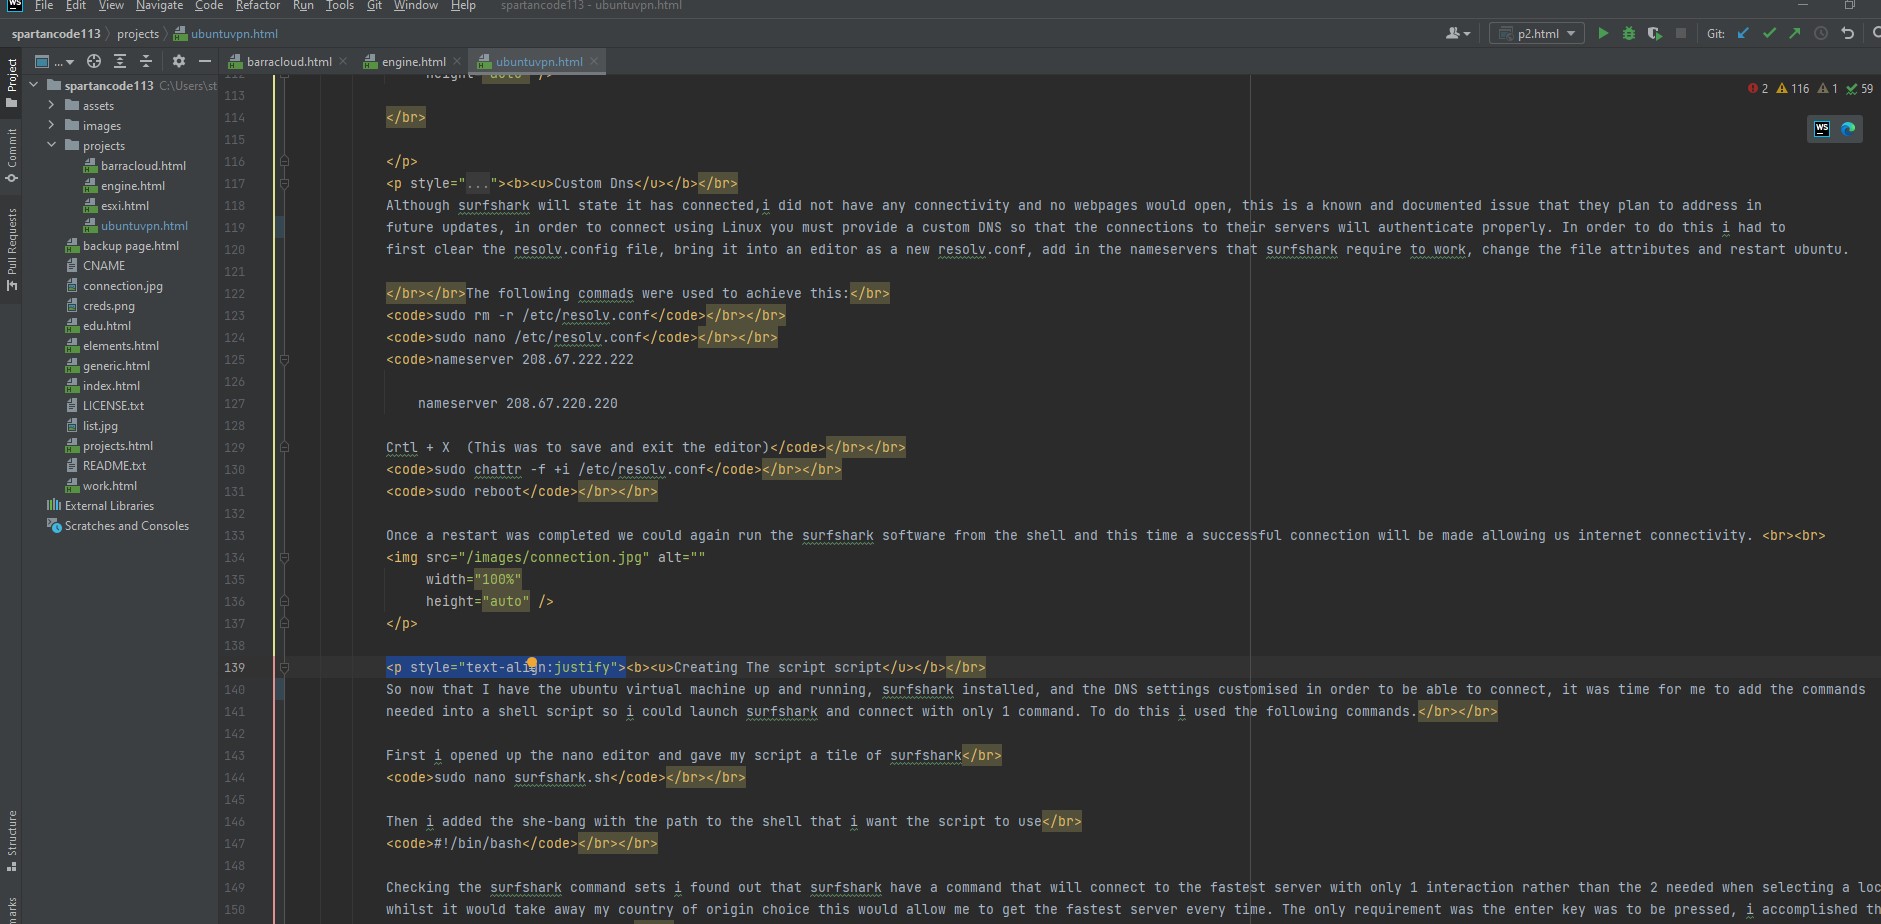 File Edit View Navigate Code Refactor Run Tools Git Window Help spartancode113 - ubuntuvpn.html
spartancode113 projects ubuntuvpn.html p2.html Git:
... barracloud.html engine.html ubuntuvpn.html
Project
Commit
Pull Requests
Structure
spartancode113 C:\Users\st
assets
images
projects
barracloud.html
engine.html
esxi.html
ubuntuvpn.html
backup page.html
CNAME
connection.jpg
creds.png
edu.html
elements.html
generic.html
index.html
LICENSE.txt
list.jpg
projects.html
README.txt
work.html
External Libraries
Scratches and Consoles
2 116 1 59
112 height="auto" />
113
114 </br>
115
116 </p>
117 <p style="..."><b><u>Custom Dns</u></b></br>
118 Although surfshark will state it has connected,i did not have any connectivity and no webpages would open, this is a known and documented issue that they plan to address in
119 future updates, in order to connect using Linux you must provide a custom DNS so that the connections to their servers will authenticate properly. In order to do this i had to
120 first clear the resolv.config file, bring it into an editor as a new resolv.conf, add in the nameservers that surfshark require to work, change the file attributes and restart ubuntu.
121
122 </br></br>The following commads were used to achieve this:</br>
123 <code>sudo rm -r /etc/resolv.conf</code></br></br>
124 <code>sudo nano /etc/resolv.conf</code></br></br>
125 <code>nameserver 208.67.222.222
126
127 nameserver 208.67.220.220
128
129 Crtl + X  (This was to save and exit the editor)</code></br></br>
130 <code>sudo chattr -f +i /etc/resolv.conf</code></br></br>
131 <code>sudo reboot</code></br></br>
132
133 Once a restart was completed we could again run the surfshark software from the shell and this time a successful connection will be made allowing us internet connectivity. <br><br>
134 <img src="/images/connection.jpg" alt=""
135 width="100%"
136 height="auto" />
137 </p>
138
139 <p style="text-align:justify"><b><u>Creating The script script</u></b></br>
140 So now that I have the ubuntu virtual machine up and running, surfshark installed, and the DNS settings customised in order to be able to connect, it was time for me to add the commands
141 needed into a shell script so i could launch surfshark and connect with only 1 command. To do this i used the following commands.</br></br>
142
143 First i opened up the nano editor and gave my script a tile of surfshark</br>
144 <code>sudo nano surfshark.sh</code></br></br>
145
146 Then i added the she-bang with the path to the shell that i want the script to use</br>
147 <code>#!/bin/bash</code></br></br>
148
149 Checking the surfshark command sets i found out that surfshark have a command that will connect to the fastest server with only 1 interaction rather than the 2 needed when selecting a loc
150 whilst it would take away my country of origin choice this would allow me to get the fastest server every time. The only requirement was the enter key was to be pressed, i accomplished th